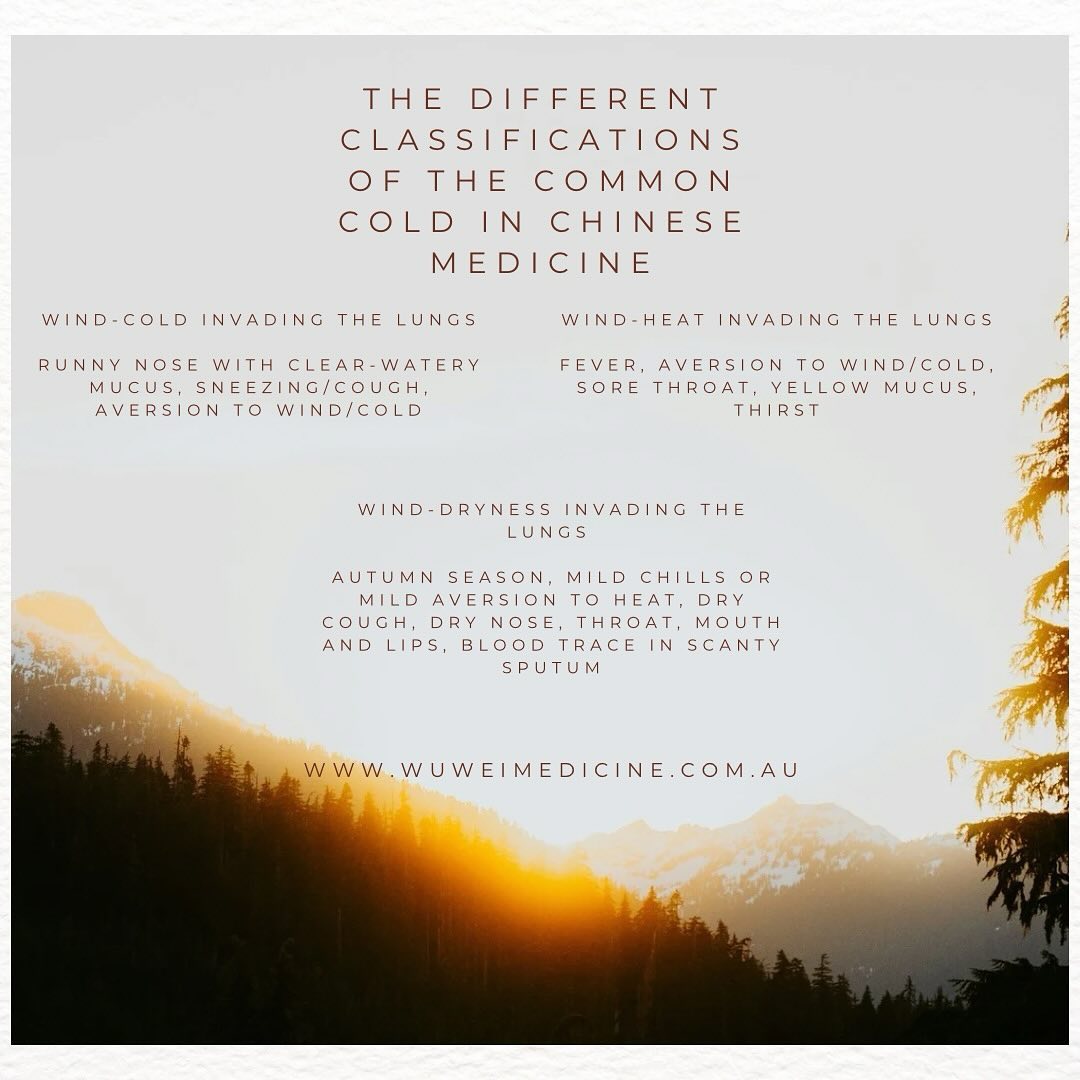 THE DIFFERENT
CLASSIFICATIONS
OF THE COMMON
COLD IN CHINESE
MEDICINE
WIND-COLD INVADING THE LUNGS
RUNNY NOSE WITH CLEAR-WATERY
MUCUS, SNEEZING/COUGH,
AVERSION TO WIND/COLD
WIND-HEAT INVADING THE LUNGS
FEVER, AVERSION TO WIND/COLD,
SORE THROAT, YELLOW MUCUS,
THIRST
WIND-DRYNESS INVADING THE
LUNGS
AUTUMN SEASON, MILD CHILLS OR
MILD AVERSION TO HEAT, DRY
COUGH, DRY NOSE, THROAT, MOUTH
AND LIPS, BLOOD TRACE IN SCANTY
SPUTUM
WWW.WUWEIMEDICINE.COM.AU